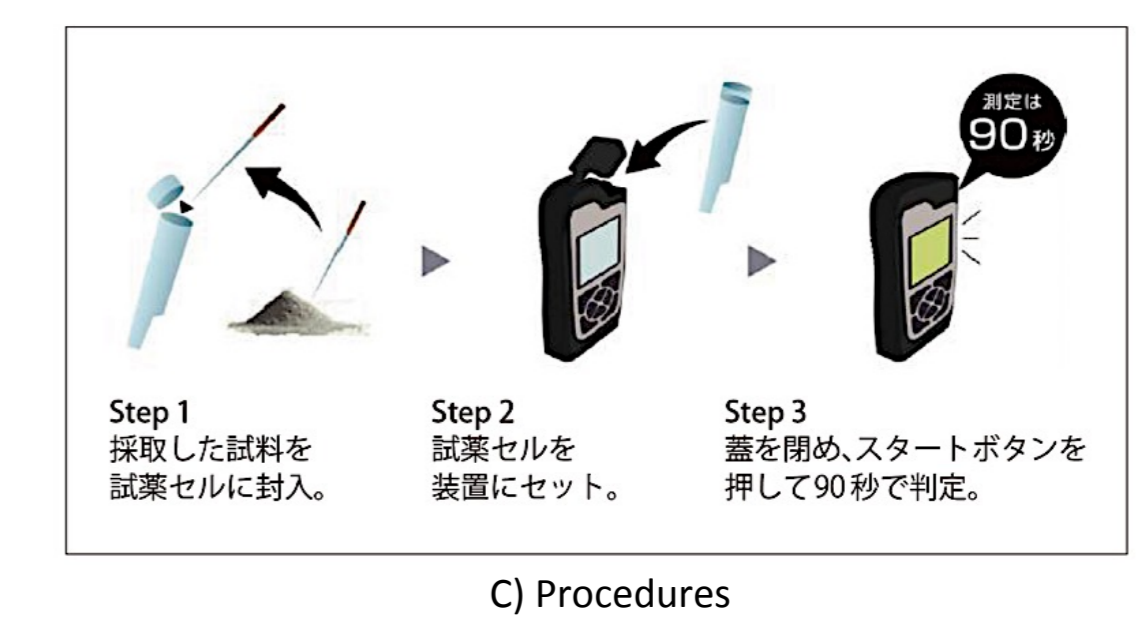 測定は
90秒
Step 1
採取した試料を
試薬セルに封入。
Step 2
試薬セルを
装置にセット。
Step 3
蓋を閉め、スタートボタンを
押して90秒で判定。
C) Procedures